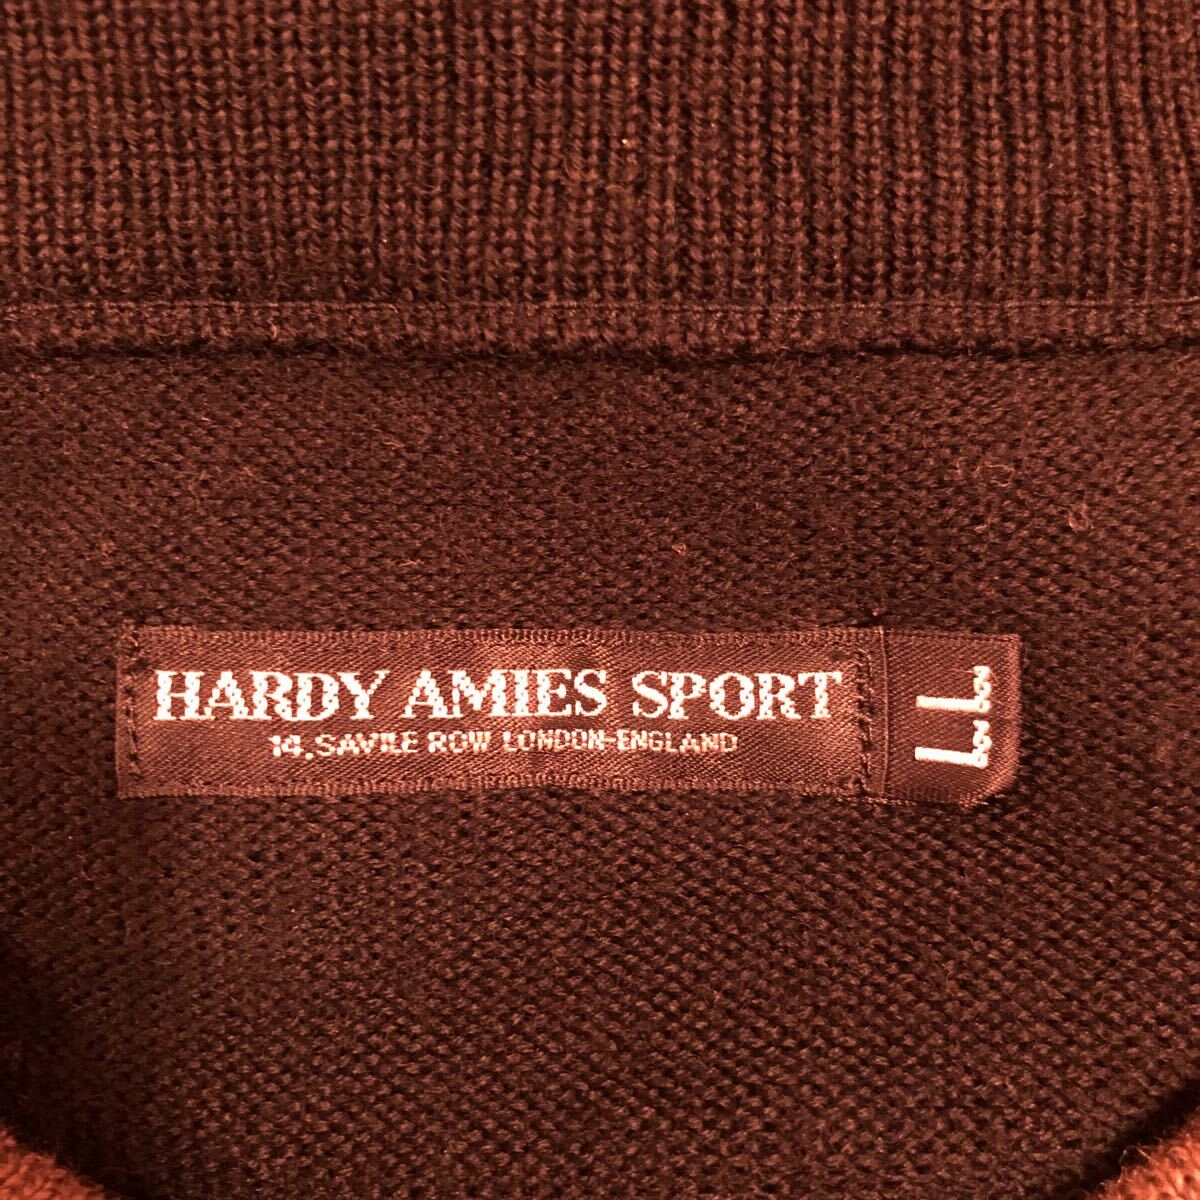 HARDY AMIES SPORT
14, SAVILE ROW LONDON-ENGLAND
LL